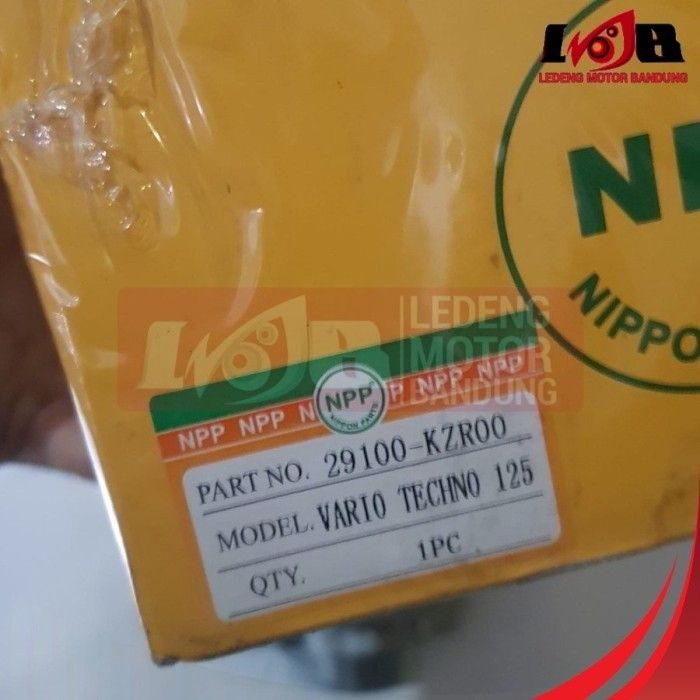 LEDENG MOTOR BANDUNG
NIPPO
LEDENG
MOTOR
BANDUNG
NPP NPP N NPP NPP NPP
NPP
NIPPON PARTS
PART NO. 29100-KZR00
MODEL. VARIO TECHNO 125
QTY. 1PC